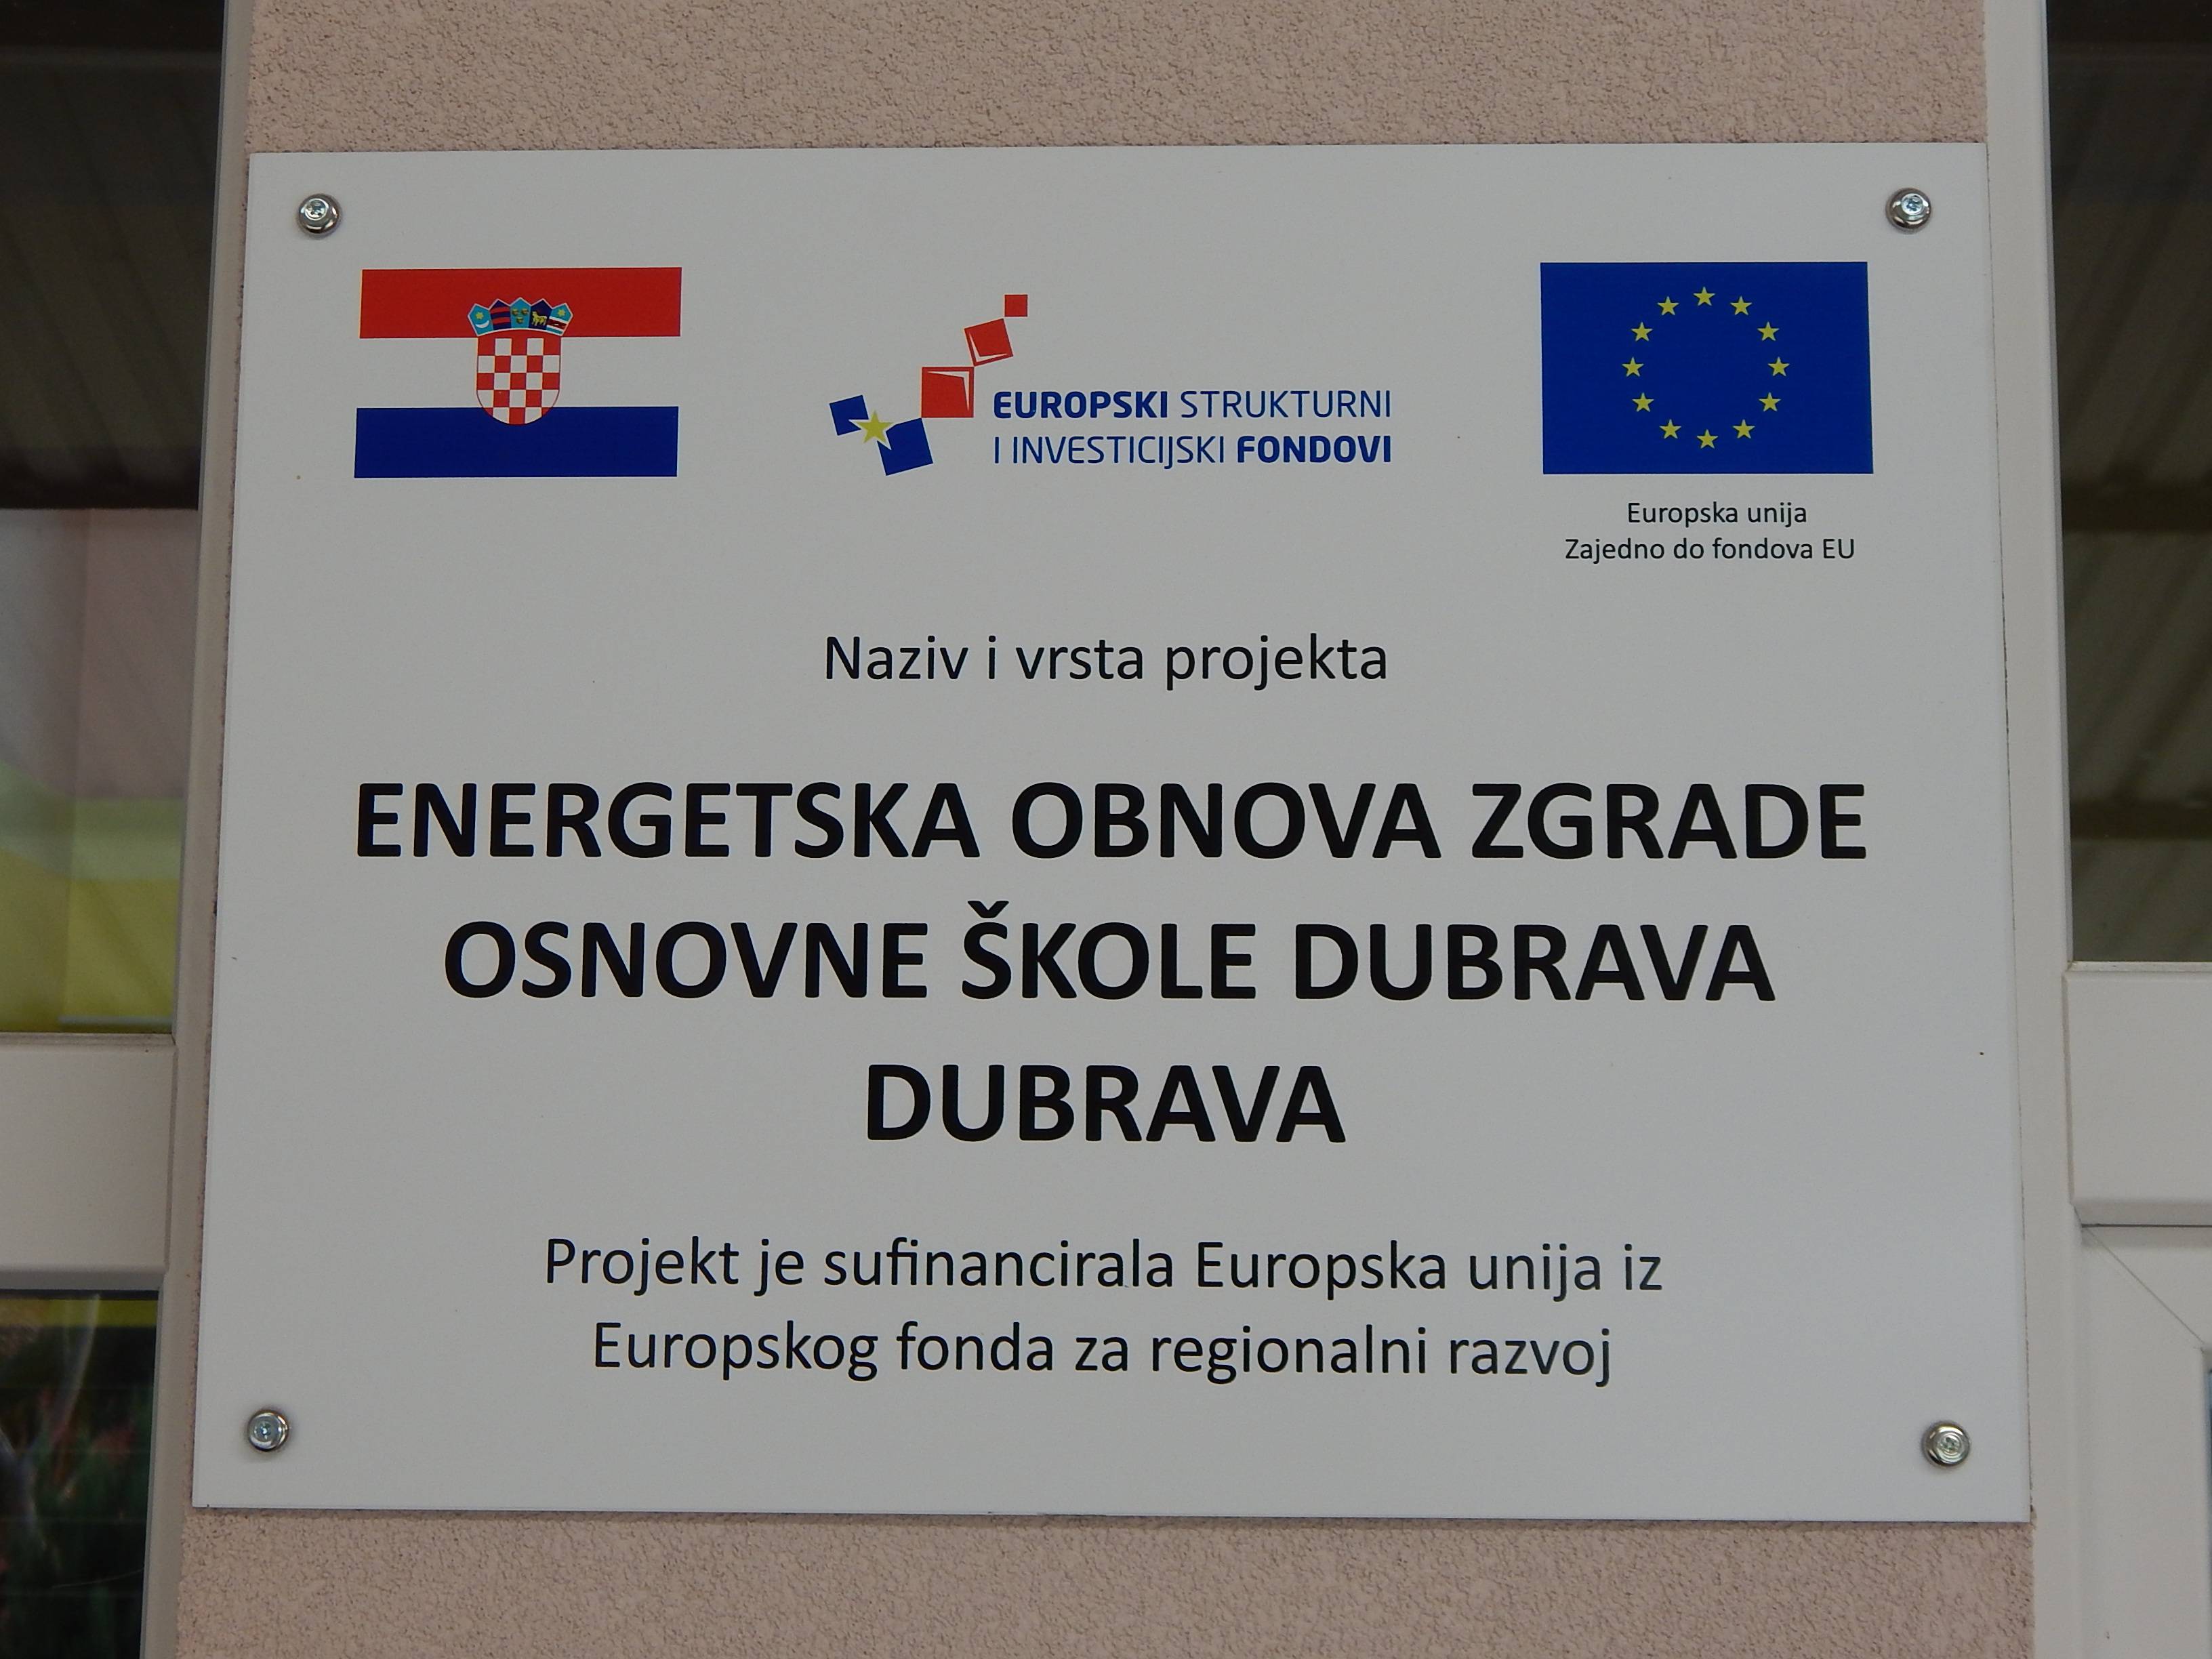 EUROPSKI STRUKTURNI
I INVESTICIJSKI FONDOVI
Europska unija
Zajedno do fondova EU
Naziv i vrsta projekta
ENERGETSKA OBNOVA ZGRADE
OSNOVNE ŠKOLE DUBRAVA
DUBRAVA
Projekt je sufinancirala Europska unija iz
Europskog fonda za regionalni razvoj